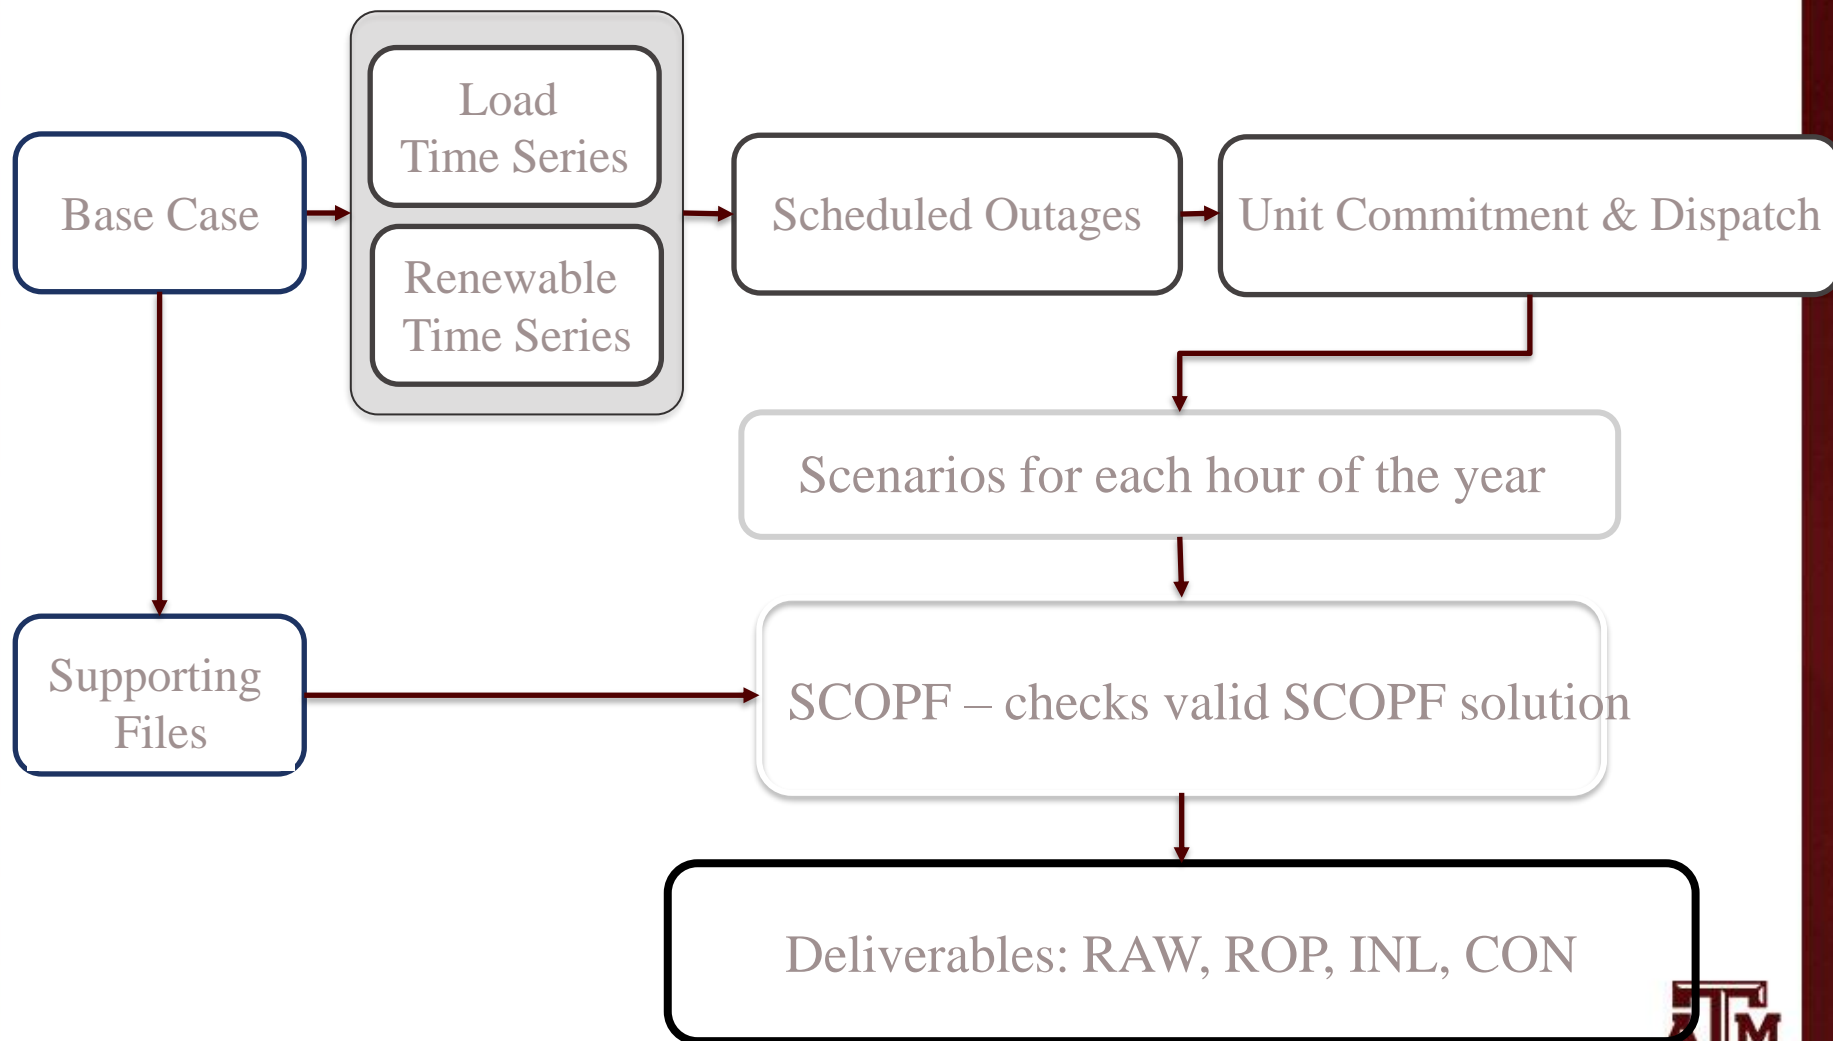 Load
Time Series
Base Case
Renewable
Time Series
Scheduled Outages
Unit Commitment & Dispatch
Scenarios for each hour of the year
Supporting
Files
SCOPF – checks valid SCOPF solution
Deliverables: RAW, ROP, INL, CON
ATM